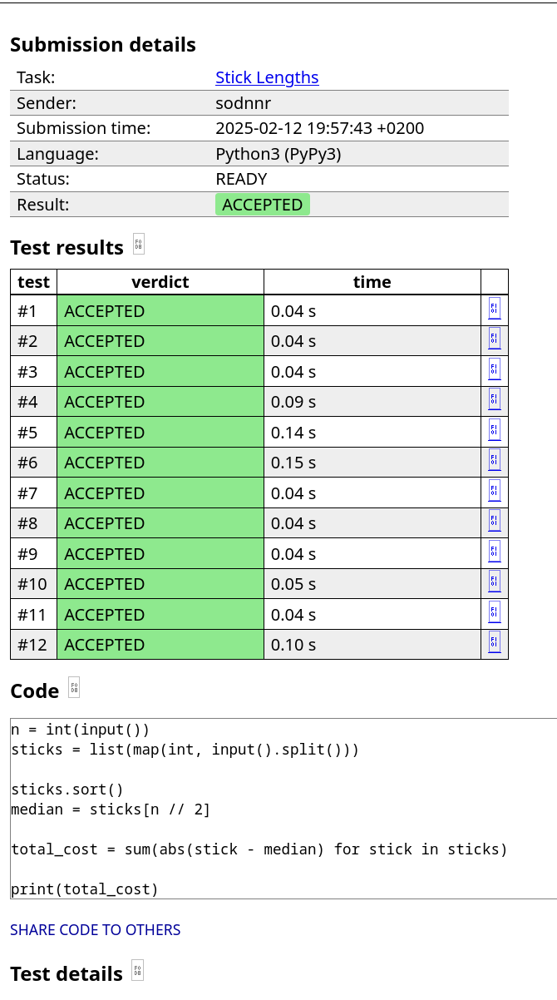 Submission details
Task: Stick Lengths
Sender: sodnnr
Submission time: 2025-02-12 19:57:43 +0200
Language: Python3 (PyPy3)
Status: READY
Result: ACCEPTED
Test results
test verdict time
#1 ACCEPTED 0.04 s
#2 ACCEPTED 0.04 s
#3 ACCEPTED 0.04 s
#4 ACCEPTED 0.09 s
#5 ACCEPTED 0.14 s
#6 ACCEPTED 0.15 s
#7 ACCEPTED 0.04 s
#8 ACCEPTED 0.04 s
#9 ACCEPTED 0.04 s
#10 ACCEPTED 0.05 s
#11 ACCEPTED 0.04 s
#12 ACCEPTED 0.10 s
Code
n = int(input())
sticks = list(map(int, input().split()))
sticks.sort()
median = sticks[n // 2]
total_cost = sum(abs(stick - median) for stick in sticks)
print(total_cost)
SHARE CODE TO OTHERS
Test details